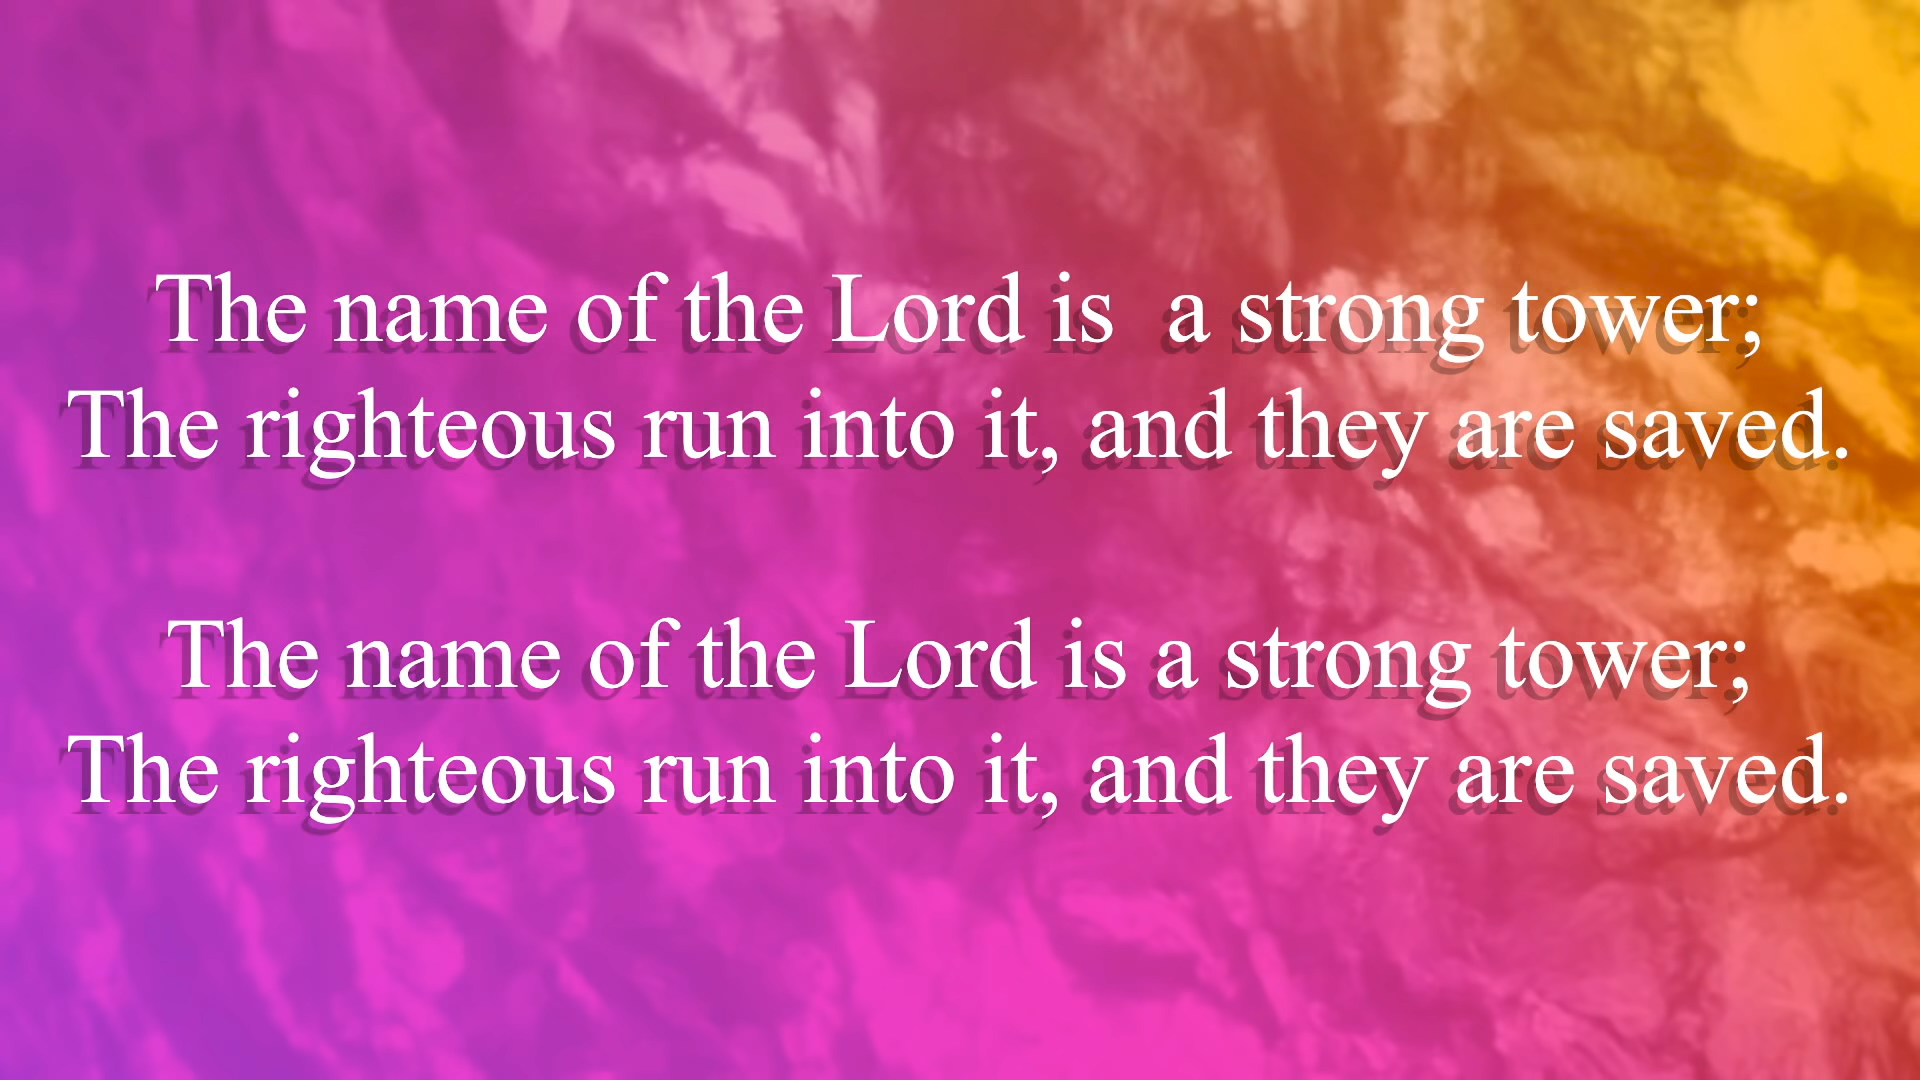 The name of the Lord is  a strong tower;
The righteous run into it, and they are saved.
The name of the Lord is a strong tower;
The righteous run into it, and they are saved.